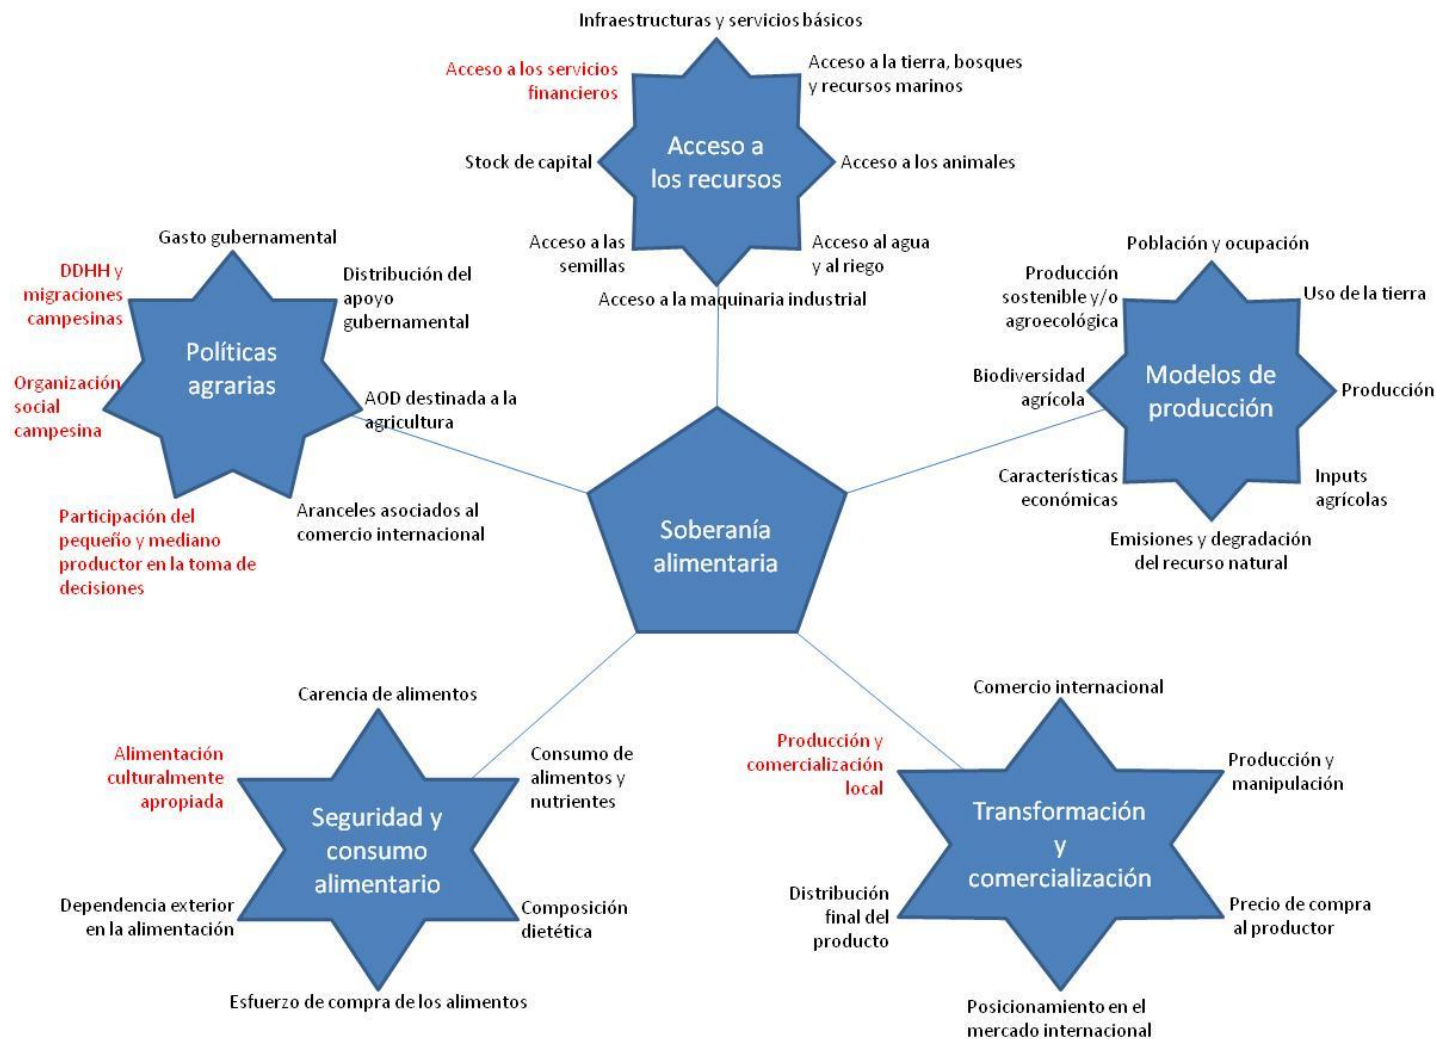 Infraestructuras y servicios básicos
Acceso a los servicios
financieros
Acceso a la tierra, bosques
y recursos marinos
Stock de capital
Acceso a
los recursos
Acceso a los animales
Acceso a las
semillas
Acceso al agua
y al riego
Acceso a la maquinaria industrial
Gasto gubernamental
DDHH y
migraciones
campesinas
Distribución del
apoyo
gubernamental
Políticas
agrarias
Organización
social
campesina
AOD destinada a la
agricultura
Participación del
pequeño y mediano
productor en la toma de
decisiones
Aranceles asociados al
comercio internacional
Población y ocupación
Producción
sostenible y/o
agroecológica
Uso de la tierra
Biodiversidad
agrícola
Modelos de
producción
Producción
Características
económicas
Inputs
agrícolas
Emisiones y degradación
del recurso natural
Soberanía
alimentaria
Carencia de alimentos
Alimentación
culturalmente
apropiada
Consumo de
alimentos y
nutrientes
Seguridad y
consumo
alimentario
Dependencia exterior
en la alimentación
Composición
dietética
Esfuerzo de compra de los alimentos
Comercio internacional
Producción y
comercialización
local
Producción y
manipulación
Transformación
y
comercialización
Distribución
final del
producto
Precio de compra
al productor
Posicionamiento en el
mercado internacional